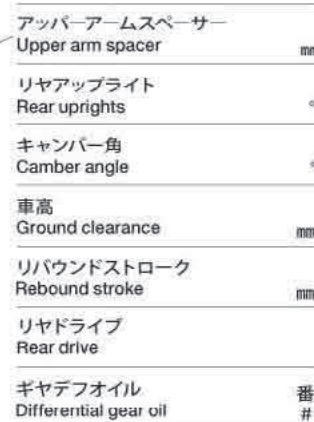 アッパーアームスペーサー
Upper arm spacer mm
リヤアップライト
Rear uprights °
キャンバー角
Camber angle °
車高
Ground clearance mm
リバウンドストローク
Rebound stroke mm
リヤドライブ
Rear drive
ギヤデフオイル 番
Differential gear oil #